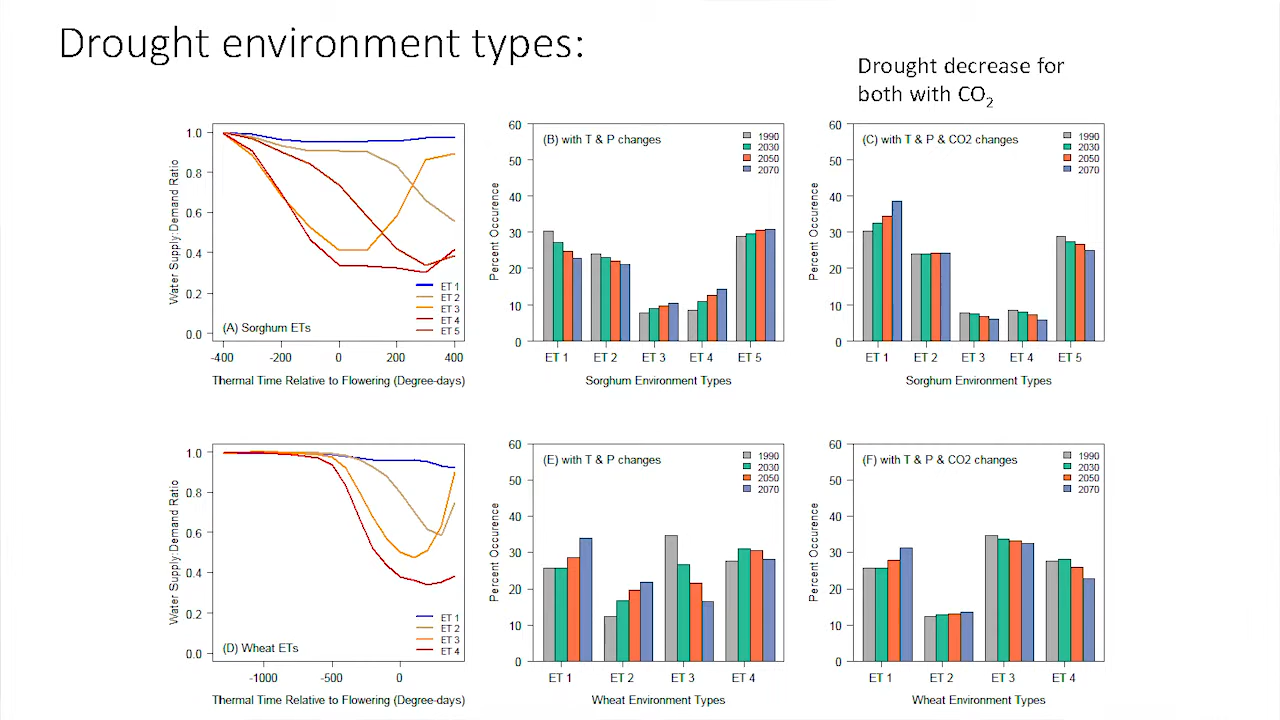 Drought environment types:
Drought decrease for
both with CO2
1.0
0.8
0.6
0.4
0.2
0.0
Water Supply:Demand Ratio
ET 1
ET 2
ET 3
ET 4
ET 5
(A) Sorghum ETs
-400
-200
0
200
400
Thermal Time Relative to Flowering (Degree-days)
60
50
40
30
20
10
0
Percent Occurence
(B) with T & P changes
1990
2030
2050
2070
ET 1
ET 2
ET 3
ET 4
ET 5
Sorghum Environment Types
60
50
40
30
20
10
0
Percent Occurence
(C) with T & P & CO2 changes
1990
2030
2050
2070
ET 1
ET 2
ET 3
ET 4
ET 5
Sorghum Environment Types
1.0
0.8
0.6
0.4
0.2
0.0
Water Supply:Demand Ratio
ET 1
ET 2
ET 3
ET 4
(D) Wheat ETs
-1000
-500
0
Thermal Time Relative to Flowering (Degree-days)
60
50
40
30
20
10
0
Percent Occurence
(E) with T & P changes
1990
2030
2050
2070
ET 1
ET 2
ET 3
ET 4
Wheat Environment Types
60
50
40
30
20
10
0
Percent Occurence
(F) with T & P & CO2 changes
1990
2030
2050
2070
ET 1
ET 2
ET 3
ET 4
Wheat Environment Types